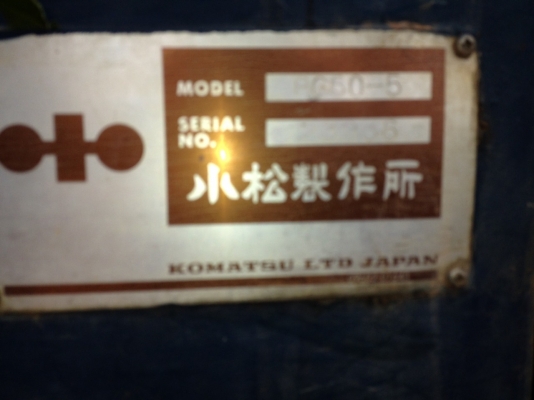 MODEL
SERIAL
NO.
小松製作所
KOMATSU LTD JAPAN